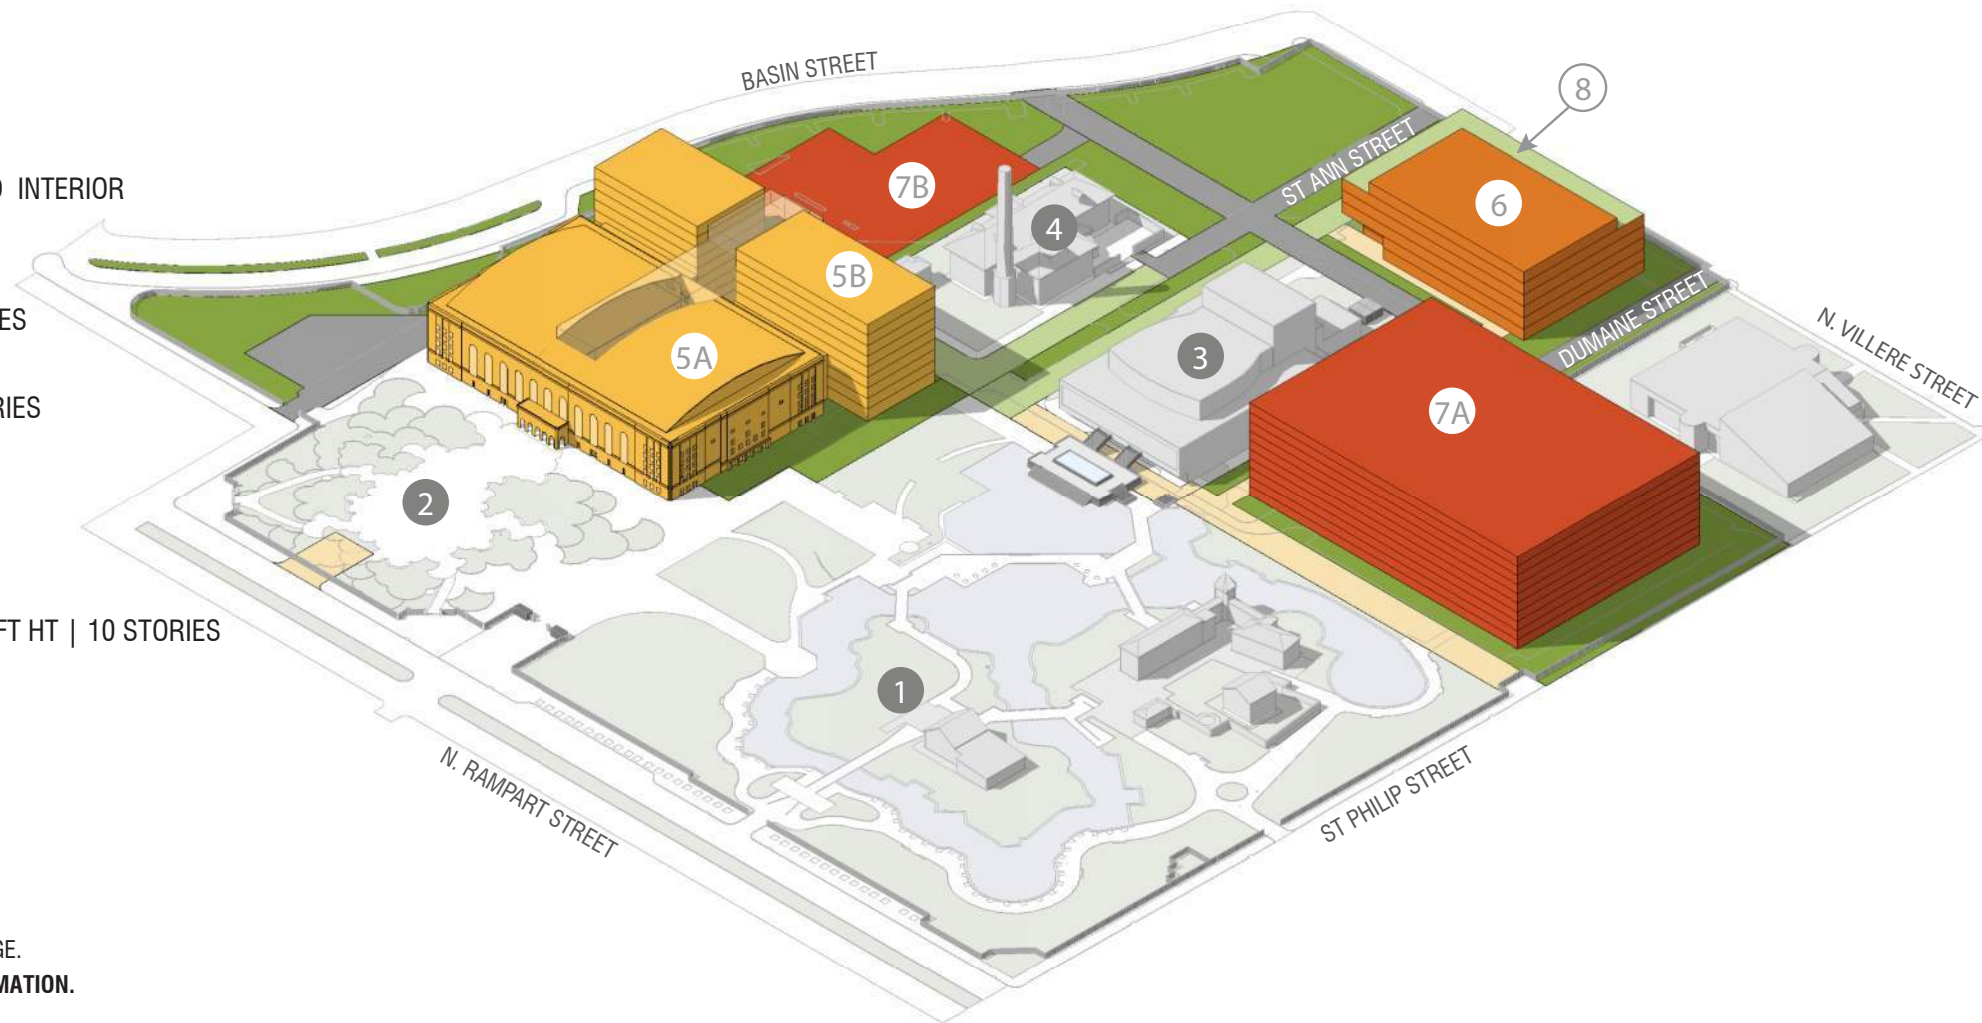 BASIN STREET
8
INTERIOR
7B
ST ANN STREET
6
4
5B
ES
DUMAINE STREET
N. VILLERE STREET
5A
3
RIES
7A
2
FT HT | 10 STORIES
1
N. RAMPART STREET
ST PHILIP STREET
GE.
MATION.